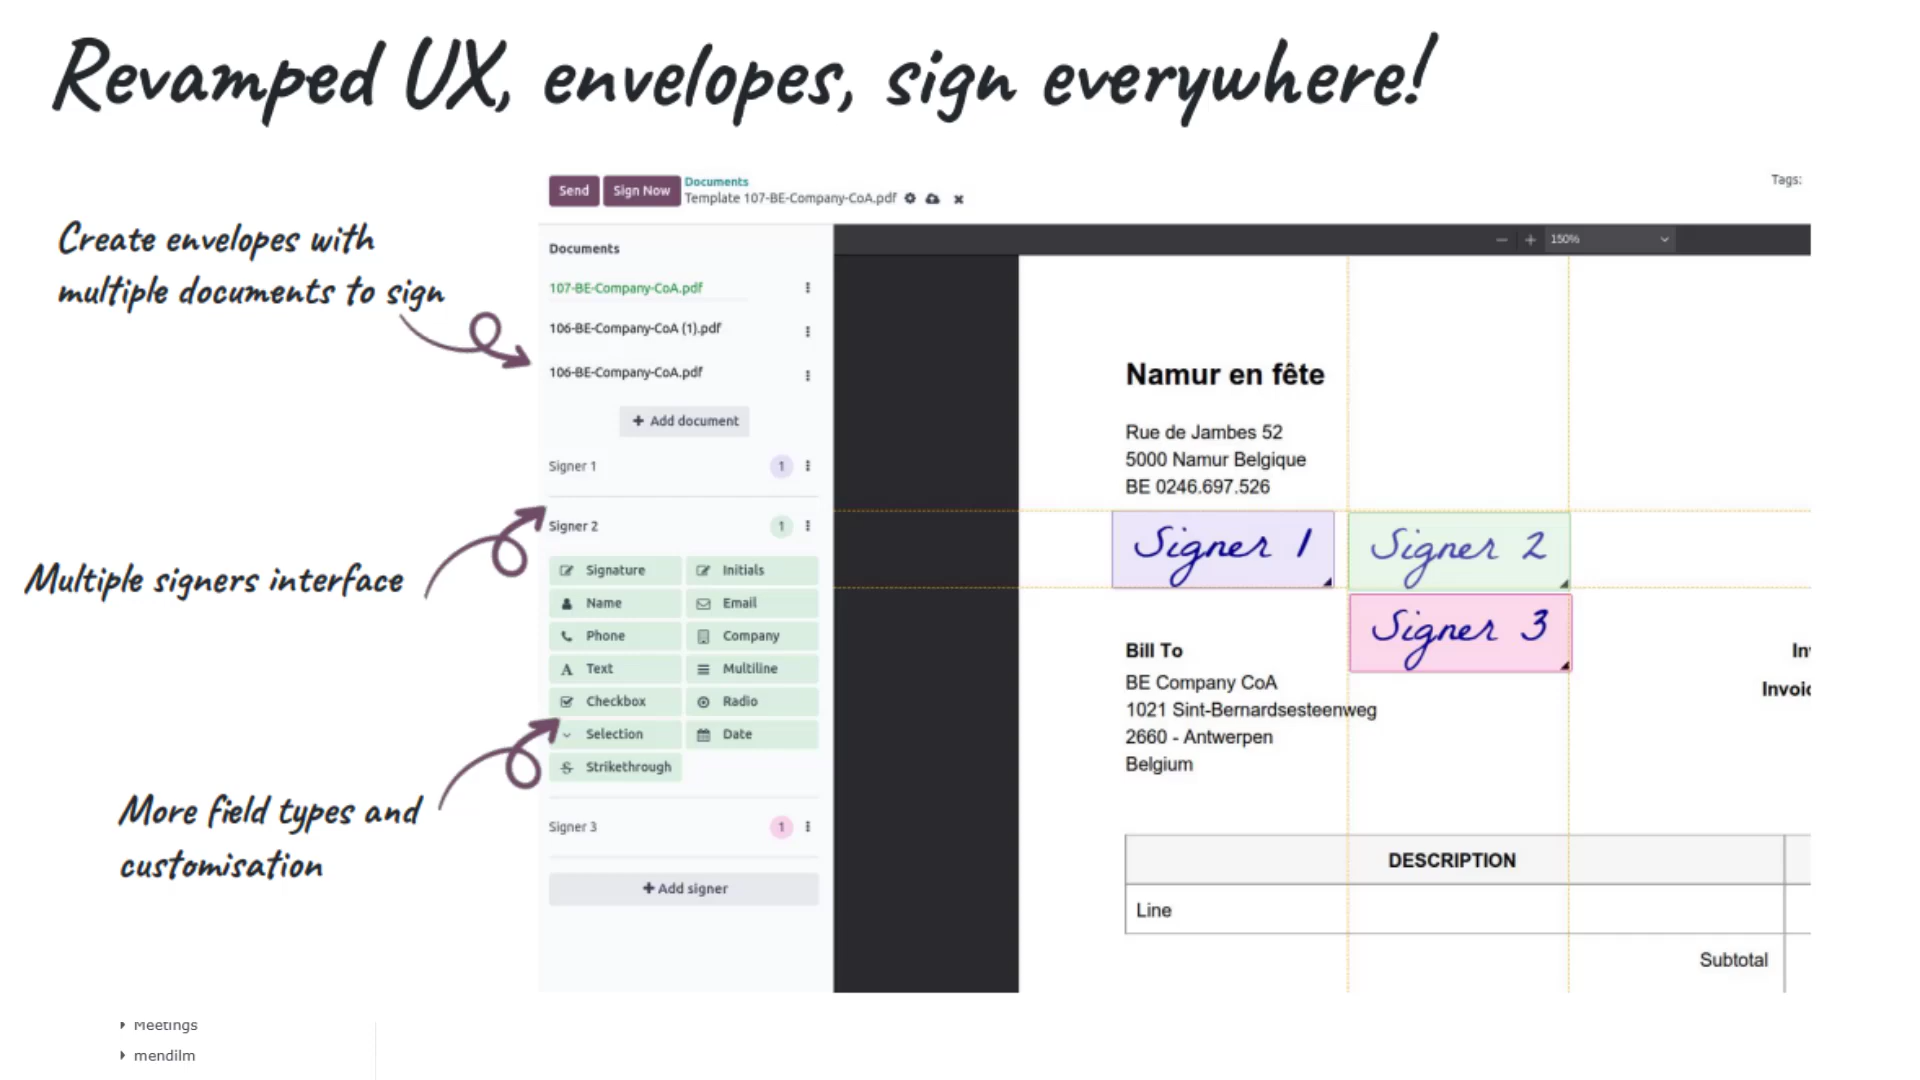 Revamped UX, envelopes, sign everywhere!
Create envelopes with
multiple documents to sign
Multiple signers interface
More field types and
customisation
Send
Sign Now
Documents
Template 107-BE-Company-CoA.pdf
Tags:
150%
Documents
107-BE-Company-CoA.pdf
106-BE-Company-CoA (1).pdf
106-BE-Company-CoA.pdf
+ Add document
Signer 1 1
Signer 2 1
Signature Initials
Name Email
Phone Company
Text Multiline
Checkbox Radio
Selection Date
Strikethrough
Signer 3 1
+ Add signer
Namur en fête
Rue de Jambes 52
5000 Namur Belgique
BE 0246.697.526
Signer 1 Signer 2
Signer 3
Bill To
BE Company CoA
1021 Sint-Bernardsesteenweg
2660 - Antwerpen
Belgium
DESCRIPTION
Line
Subtotal
Meetings
mendilm